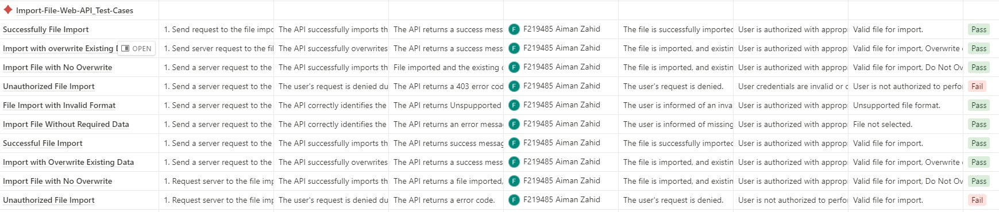 Import-File-Web-API_Test-Cases
Successfully File Import 1. Send request to the file impo The API successfully imports th The API returns a success mess F F219485 Aiman Zahid The file is successfully imported User is authorized with approp Valid file for import. Pass
Import with overwrite Existing D OPEN 1. Send server request to the fil The API successfully overwrites The API returns a success mess F F219485 Aiman Zahid The file is imported, and existin User is authorized with approp Valid file for import, Overwrite Pass
Import File with No Overwrite 1. Send a server request to the The API successfully imports th File imported and the existing F F219485 Aiman Zahid The file is imported, and existin User is authorized with approp Valid file for import, Do Not Ov Pass
Unauthorized File Import 1. Send a server request to the The user's request is denied du The API returns a 403 error cod F F219485 Aiman Zahid The user's request is denied. User credentials are invalid or User is not authorized to perfo Fail
File Import with Invalid Format 1. Send a server request to the The API correctly identifies the The API returns Unspupported F F219485 Aiman Zahid The user is informed of an inva User is authorized with approp Unsupported file format. Pass
Import File Without Required Data 1. Send a server request to the The API correctly identifies the The API returns an error messa F F219485 Aiman Zahid The user is informed of missing User is authorized with approp File not selected. Pass
Successful File Import 1. Send a server request to the The API successfully imports th The API returns success messag F F219485 Aiman Zahid The file is successfully imported User is authorized with approp Valid file for import. Pass
Import with Overwrite Existing Data 1. Send a server request to the The API successfully overwrites The API returns a success mess F F219485 Aiman Zahid The file is imported, and existin User is authorized with approp Valid file for import, Overwrite Pass
Import File with No Overwrite 1. Request server to the file imp The API successfully imports th The API returns a file imported, F F219485 Aiman Zahid The file is imported, and existin User is authorized with approp Valid file for import, Do Not Ov Pass
Unauthorized File Import 1. Request server to the file imp The user's request is denied du The API returns a error code. F F219485 Aiman Zahid The user's request is denied. User is not authorized to perfo Valid file for import. Fail